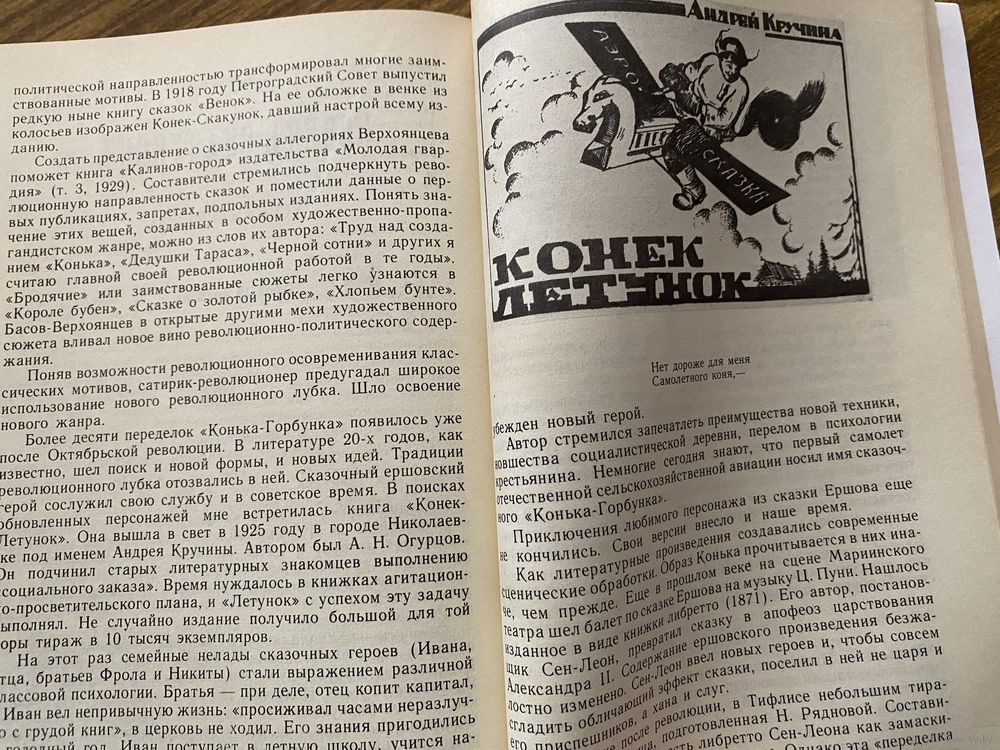 политической направленностью трансформировал многие заим-
ствованные мотивы. В 1918 году Петроградский Совет выпустил
редкую ныне книгу сказок «Венок». На ее обложке в венке из
колосьев изображен Конек-Скакунок, давший настрой всему из-
данию.
Создать представление о сказочных аллегориях Верхоянцева
поможет книга «Калинов-город» издательства «Молодая гвар-
дия» (т. 3, 1929). Составители стремились подчеркнуть рево-
люционную направленность сказок и поместили данные о пер-
вых публикациях, запретах, подпольных изданиях. Понять зна-
чение этих вещей, созданных в особом художественно-пропа-
гандистском жанре, можно из слов их автора: «Труд над созда-
нием «Конька», «Дедушки Тараса», «Черной сотни» и других я
считаю главной своей революционной работой в те годы».
«Бродячие» или заимствованные сюжеты легко узнаются в
«Короле бубен», «Сказке о золотой рыбке», «Хлопьем бунте».
Басов-Верхоянцев в открытые другими мехи художественного
сюжета вливал новое вино революционно-политического содер-
жания.
Поняв возможности революционного осовременивания клас-
сических мотивов, сатирик-революционер предугадал широкое
использование нового революционного лубка. Шло освоение
нового жанра.
Более десяти переделок «Конька-Горбунка» появилось уже
после Октябрьской революции. В литературе 20-х годов, как
известно, шел поиск и новой формы, и новых идей. Традиции
революционного лубка отозвались в ней. Сказочный ершовский
герой сослужил свою службу и в советское время. В поисках
обновленных персонажей мне встретилась книга «Конек-
Летунок». Она вышла в свет в 1925 году в городе Николаев-
ке под именем Андрея Кручины. Автором был А. Н. Огурцов.
Он подчинил старых литературных знакомцев выполнению
«социального заказа». Время нуждалось в книжках агитацион-
о-просветительского плана, и «Летунок» с успехом эту задачу
выполнял. Не случайно издание получило большой для той
оры тираж в 10 тысяч экземпляров.
На этот раз семейные нелады сказочных героев (Ивана,
тца, братьев Фрола и Никиты) стали выражением различной
лассовой психологии. Братья — при деле, отец копит капитал,
Иван вел непривычную жизнь: «просиживал часами неразлуч-
о с грудой книг», в церковь не ходил. Его знания пригодились
голодный год. Иван поступает в летную школу, учится на-
Андрей Кручина
АЭРО
СКАЗКА
КОНЕК
ЛЕТУНОК
Нет дороже для меня
Самолетного коня,—
убежден новый герой.
Автор стремился запечатлеть преимущества новой техники,
новшества социалистической деревни, перелом в психологии
крестьянина. Немногие сегодня знают, что первый самолет
отечественной сельскохозяйственной авиации носил имя сказоч-
ного «Конька-Горбунка».
Приключения любимого персонажа из сказки Ершова еще
не кончились. Свои версии внесло и наше время.
Как литературные произведения создавались современные
сценические обработки. Образ Конька прочитывается в них ина-
че, чем прежде. Еще в прошлом веке на сцене Мариинского
театра шел балет по сказке Ершова на музыку Ц. Пуни. Нашлось
изданное в виде книжки либретто (1871). Его автор, постанов-
щик Сен-Леон, превратил сказку в апофеоз царствования
Александра II. Содержание ершовского произведения безжа-
лостно изменено. Сен-Леон ввел новых героев и, чтобы совсем
сгладить обличающий эффект сказки, поселил в ней не царя и
его приспешников, а хана и слуг.
после революции, в Тифлисе небольшим тира-
подготовленная Н. Рядновой. Состави-
либретто Сен-Леона как замаски-
Однако эта «переделка